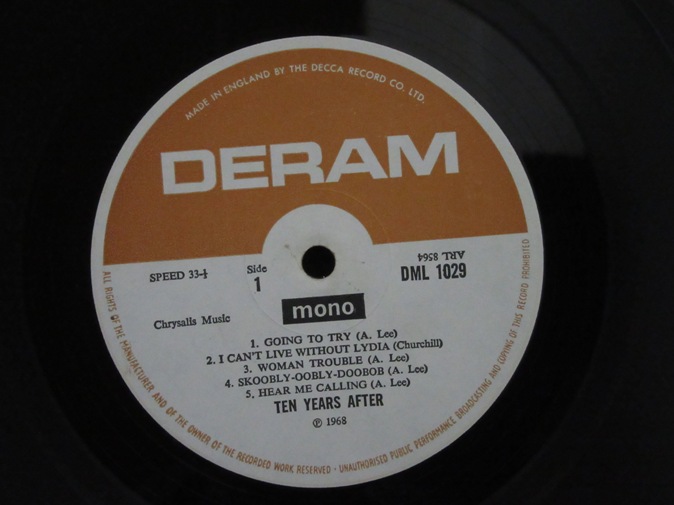 MADE IN ENGLAND BY THE DECCA RECORD CO. LTD.
DERAM
SPEED 33⅓
Side
1
ARL 8564
DML 1029
mono
Chrysalis Music
1. GOING TO TRY (A. Lee)
2. I CAN'T LIVE WITHOUT LYDIA (Churchill)
3. WOMAN TROUBLE (A. Lee)
4. SKOOBLY-OOBLY-DOOBOB (A. Lee)
5. HEAR ME CALLING (A. Lee)
TEN YEARS AFTER
℗ 1968
ALL RIGHTS OF THE MANUFACTURER AND OF THE OWNER OF THE RECORDED WORK RESERVED · UNAUTHORISED PUBLIC PERFORMANCE BROADCASTING AND COPYING OF THIS RECORD PROHIBITED